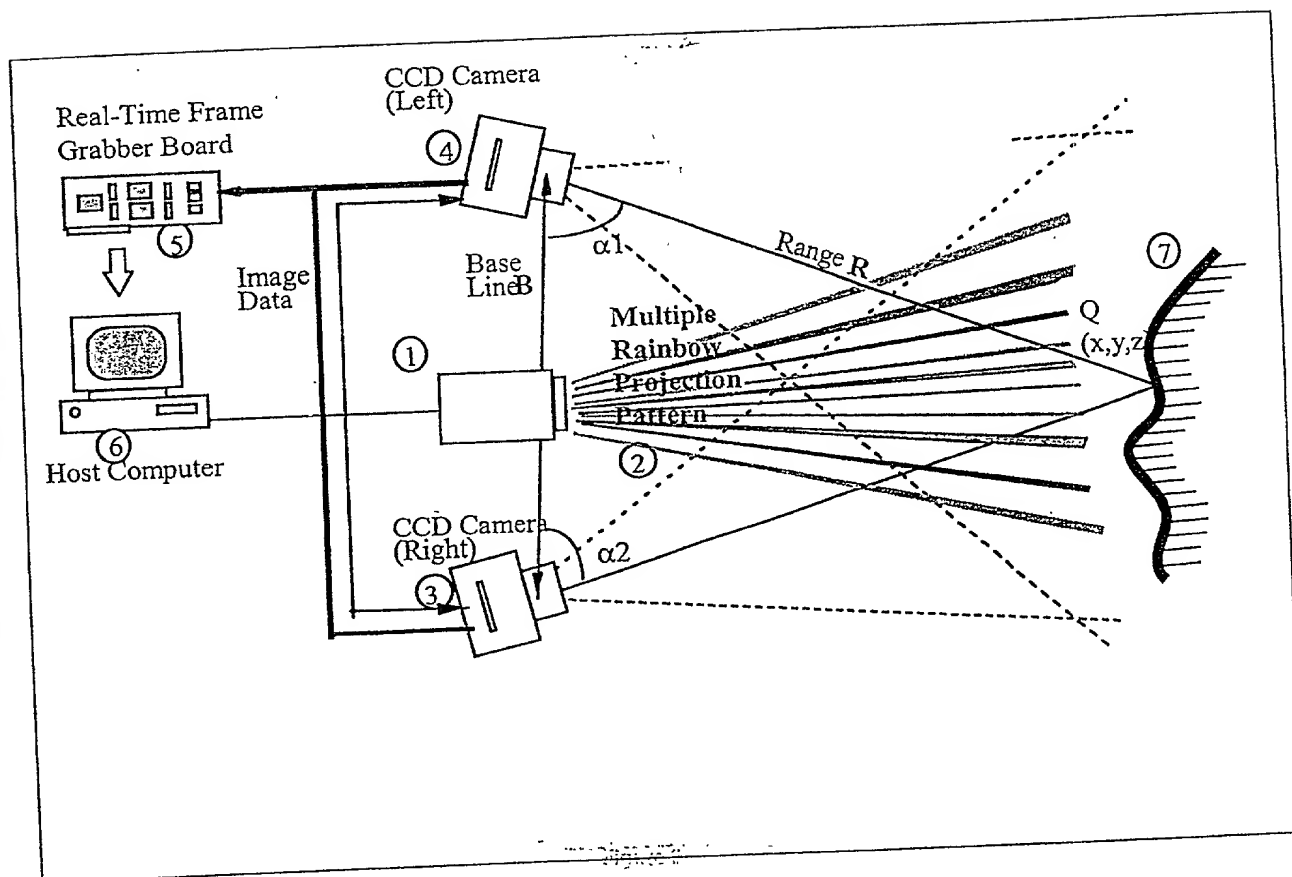 CCD Camera
(Left)
Real-Time Frame
Grabber Board
4
5
Image
Data
Base
LineB
α1
Range R
7
Multiple
Rainbow
Projection
Pattern
Q
(x,y,z
1
2
6
Host Computer
CCD Camera
(Right)
α2
3